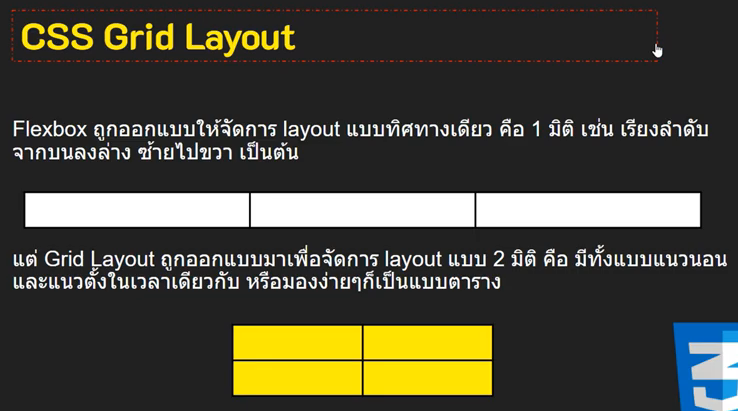 CSS Grid Layout
Flexbox ถูกออกแบบให้จัดการ layout แบบทิศทางเดียว คือ 1 มิติ เช่น เรียงลำดับ
จากบนลงล่าง ซ้ายไปขวา เป็นต้น
แต่ Grid Layout ถูกออกแบบมาเพื่อจัดการ layout แบบ 2 มิติ คือ มีทั้งแบบแนวนอน
และแนวตั้งในเวลาเดียวกับ หรือมองง่ายๆก็เป็นแบบตาราง